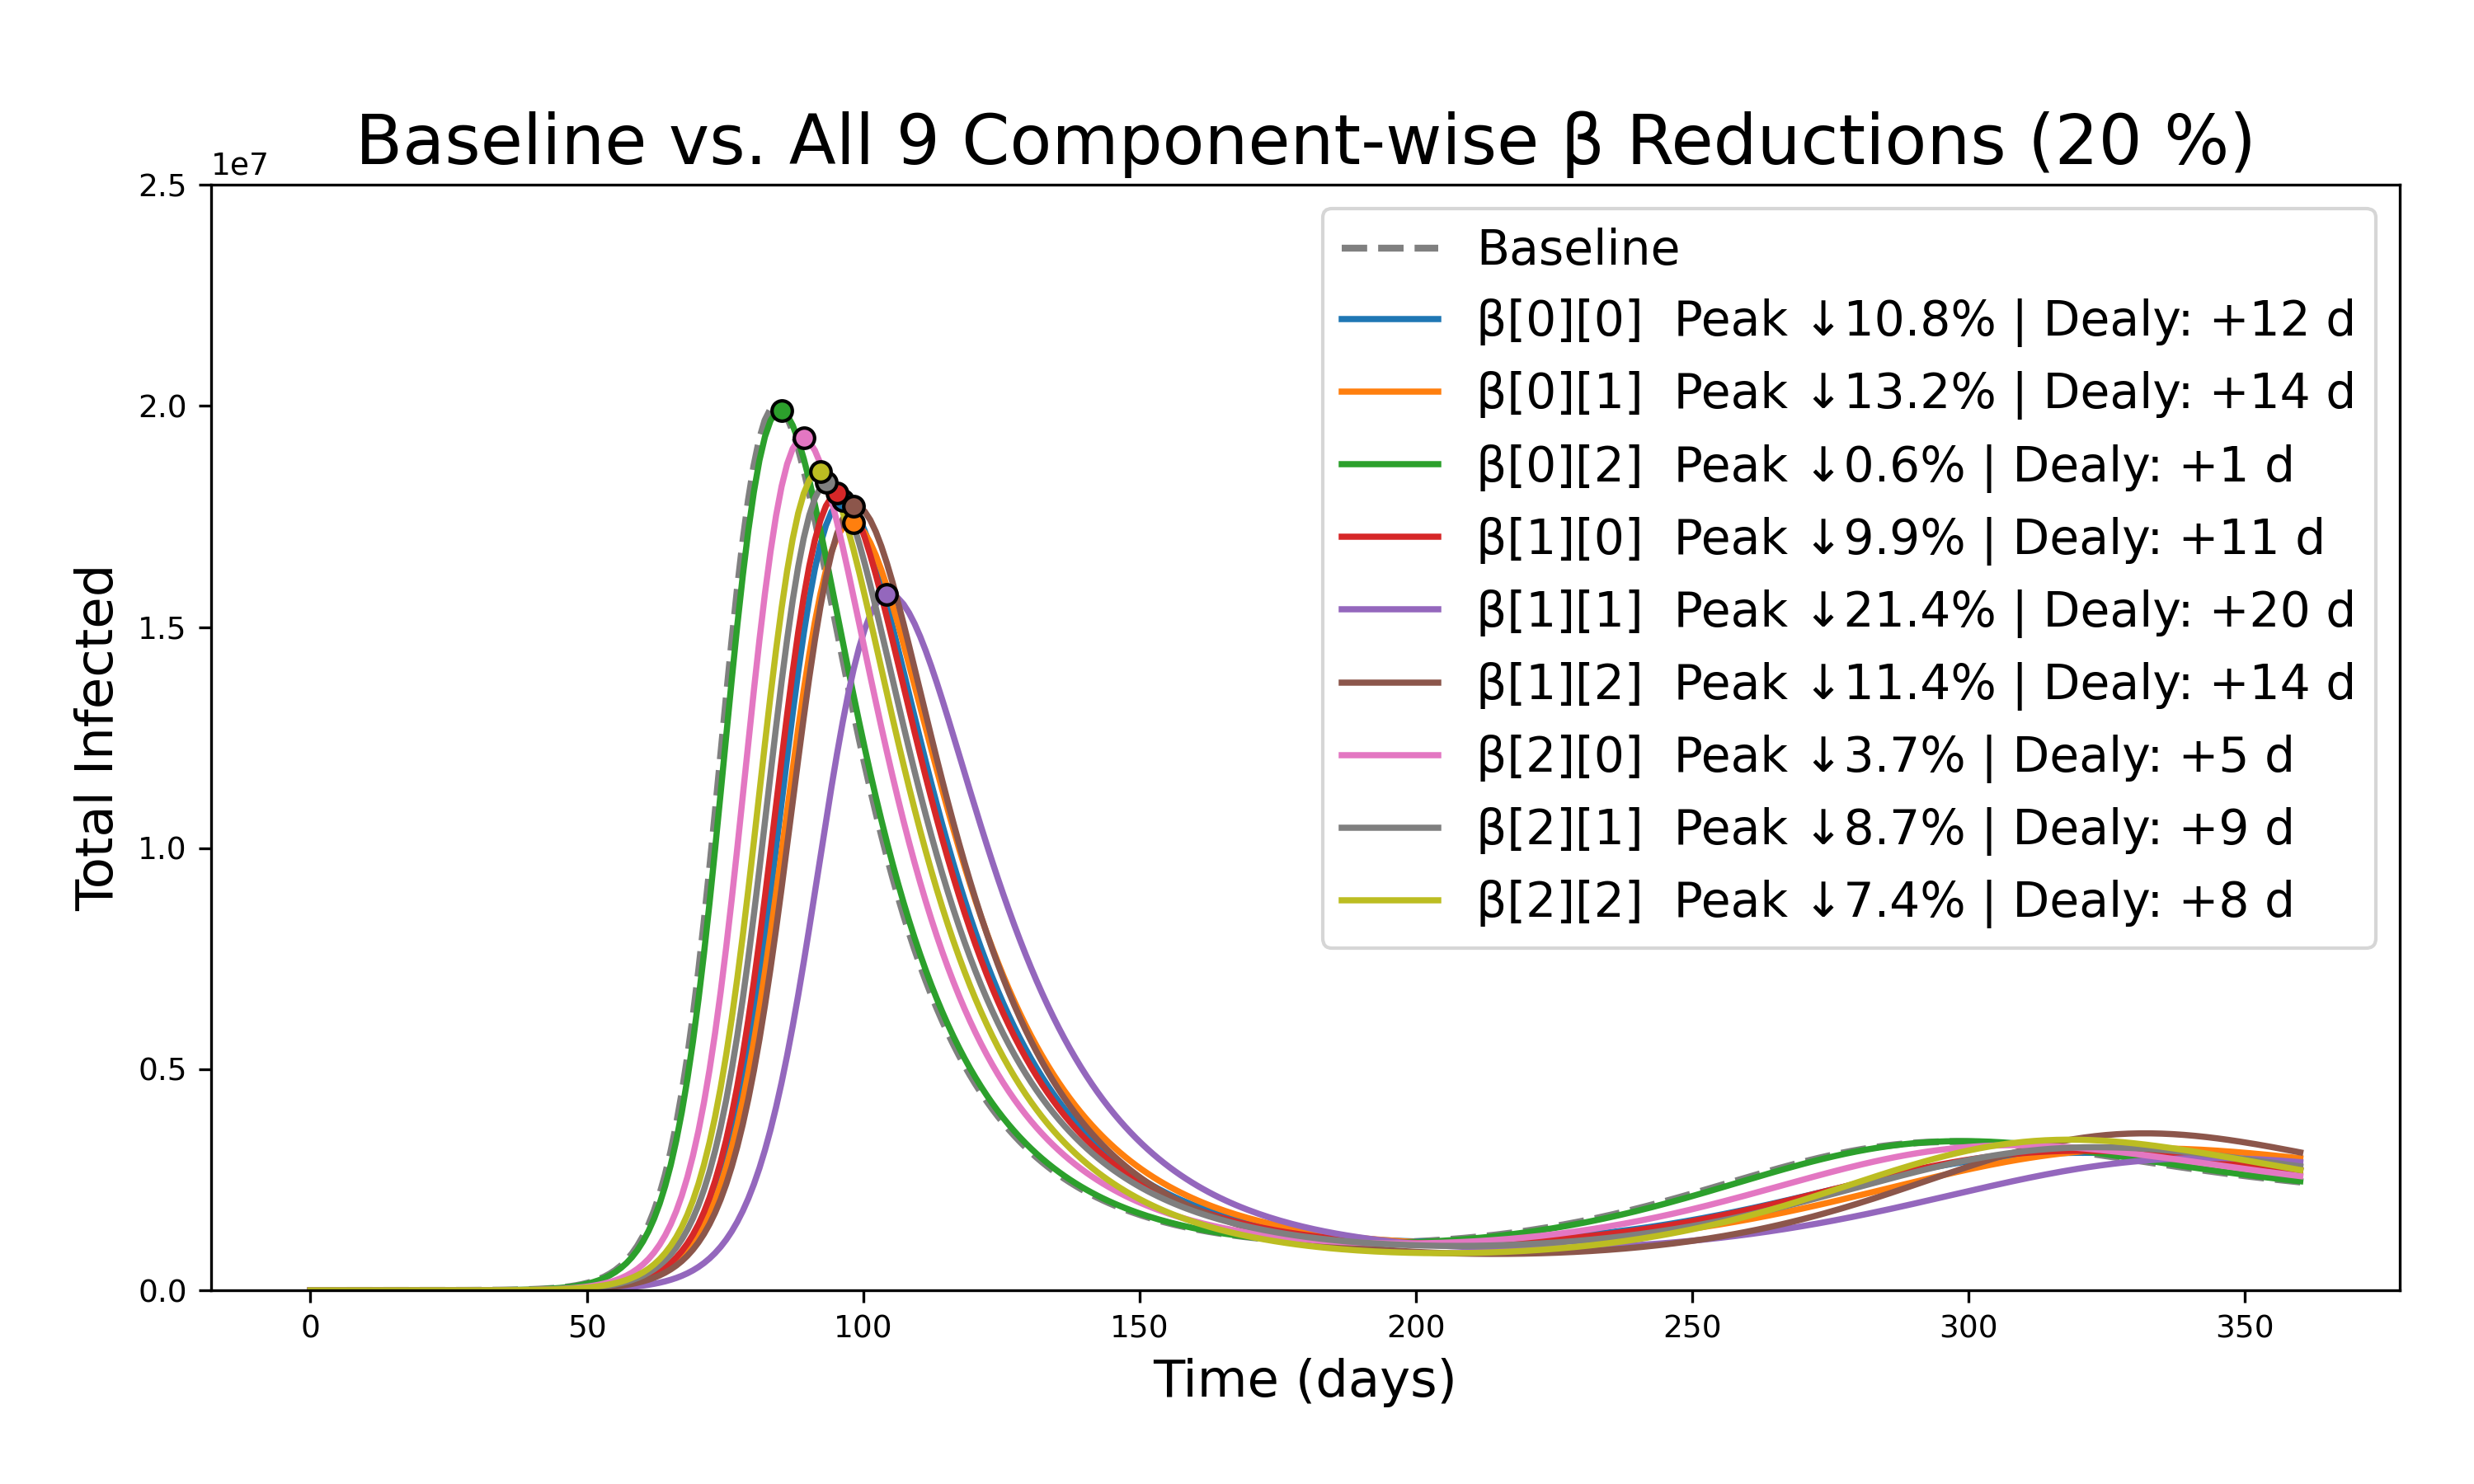 Baseline vs. All 9 Component-wise β Reductions (20 %)
1e7
2.5
2.0
1.5
1.0
0.5
0.0
Total Infected
Baseline
β[0][0] Peak ↓10.8% | Dealy: +12 d
β[0][1] Peak ↓13.2% | Dealy: +14 d
β[0][2] Peak ↓0.6% | Dealy: +1 d
β[1][0] Peak ↓9.9% | Dealy: +11 d
β[1][1] Peak ↓21.4% | Dealy: +20 d
β[1][2] Peak ↓11.4% | Dealy: +14 d
β[2][0] Peak ↓3.7% | Dealy: +5 d
β[2][1] Peak ↓8.7% | Dealy: +9 d
β[2][2] Peak ↓7.4% | Dealy: +8 d
0 50 100 150 200 250 300 350
Time (days)